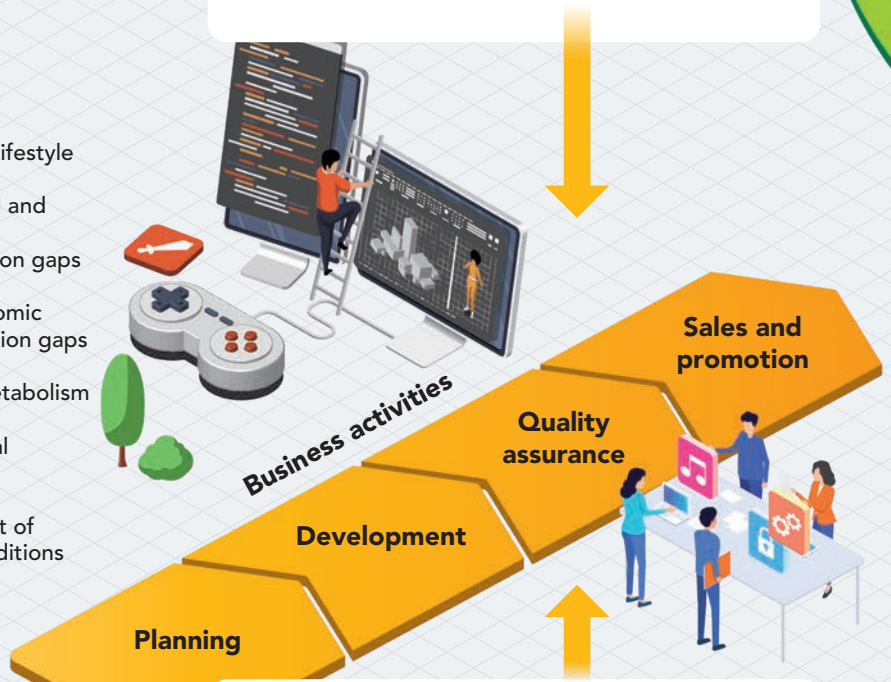 ifestyle
and
on gaps
omic
ion gaps
etabolism
al
t of
ditions
Business activities
Sales and
promotion
Quality
assurance
Development
Planning